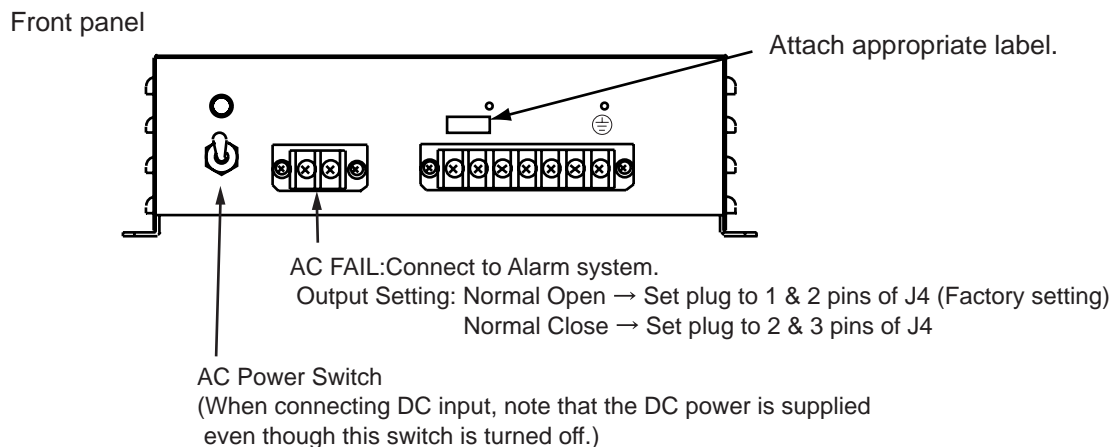 Front panel
Attach appropriate label.
AC FAIL:Connect to Alarm system.
Output Setting: Normal Open → Set plug to 1 & 2 pins of J4 (Factory setting)
Normal Close → Set plug to 2 & 3 pins of J4
AC Power Switch
(When connecting DC input, note that the DC power is supplied
even though this switch is turned off.)